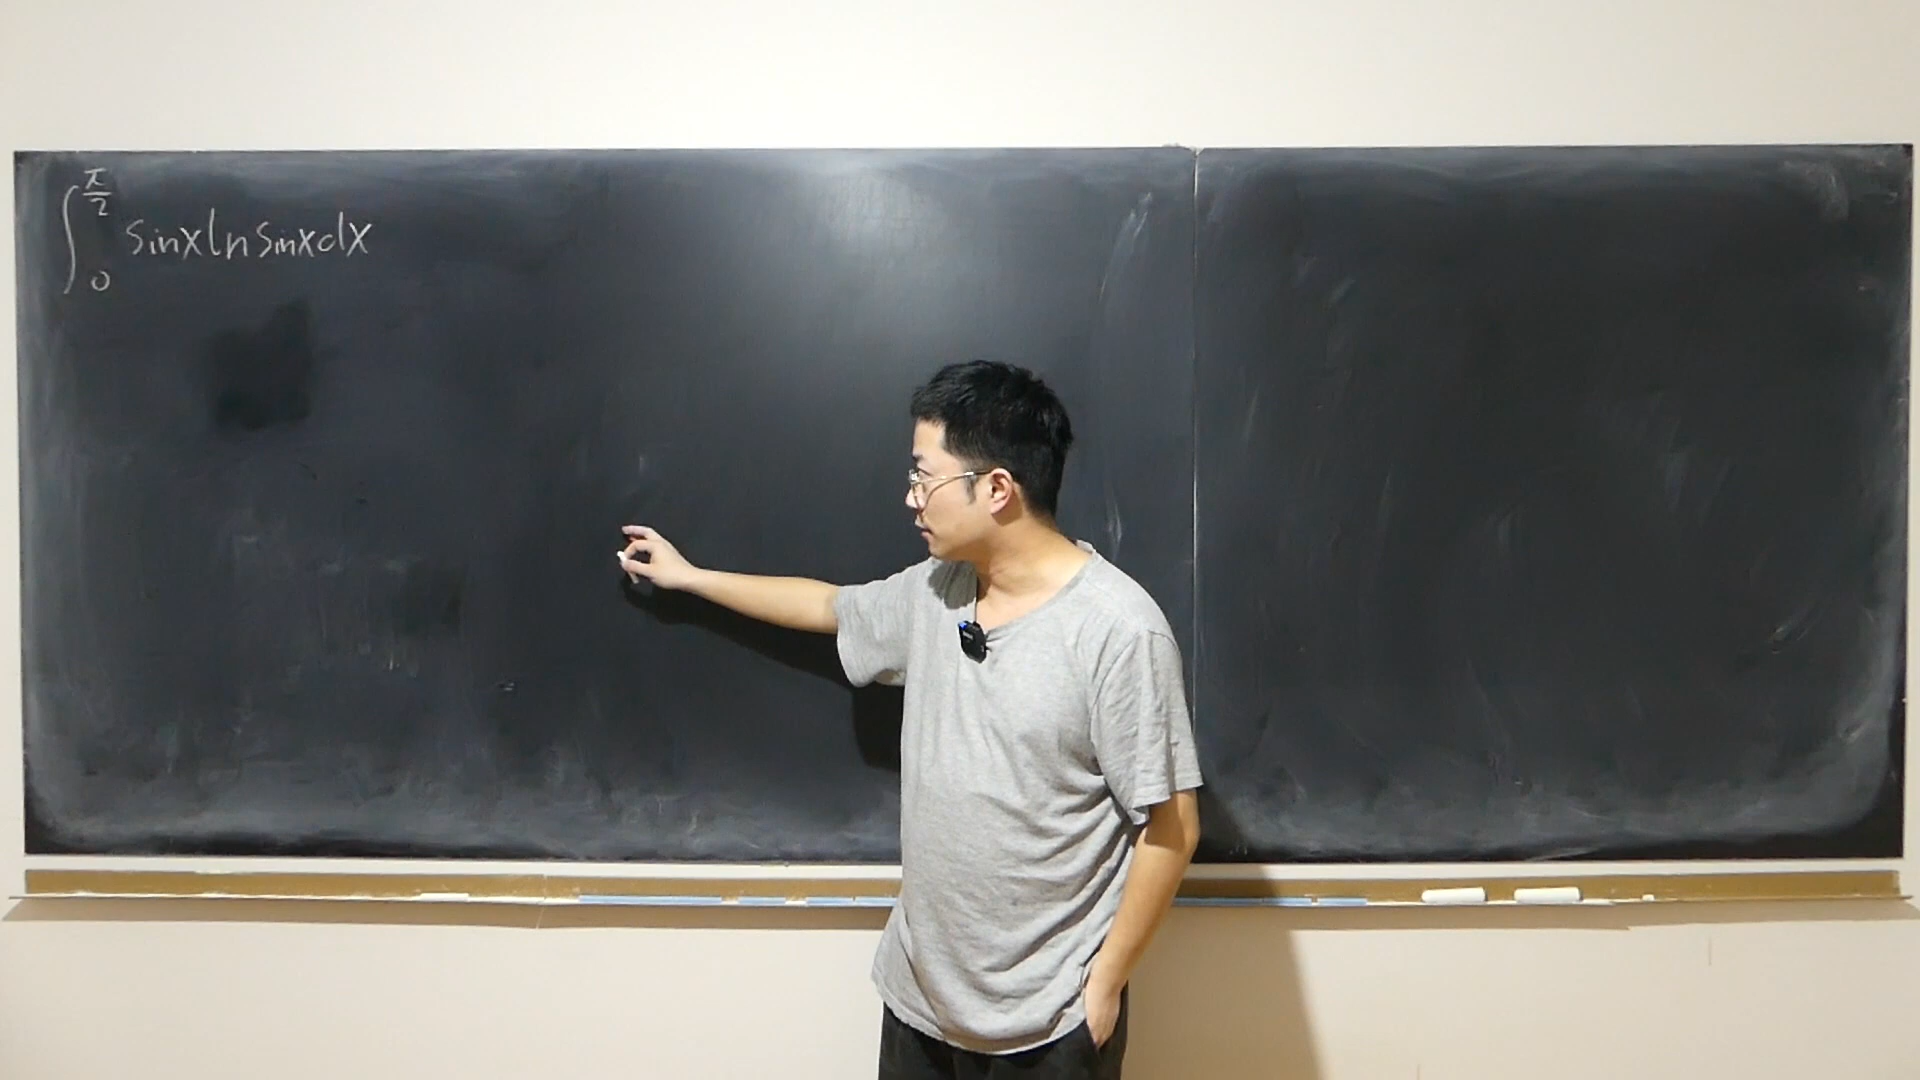 ∫₀^{π/2} sinx ln sinx dx